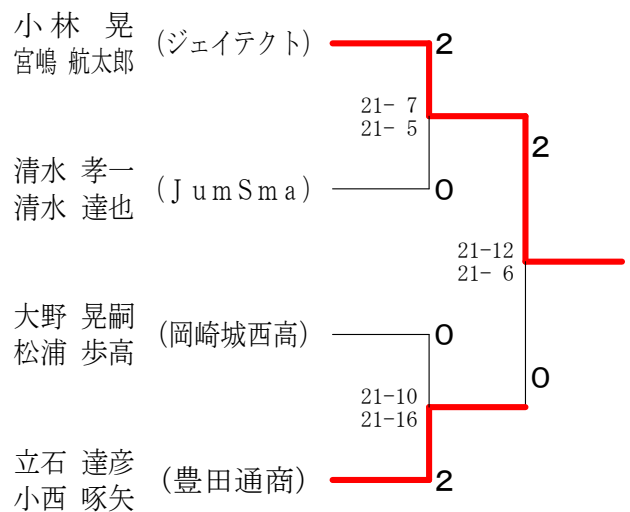 小林 晃
宮嶋 航太郎
(ジェイテクト)
2
21- 7
21- 5
清水 孝一
清水 達也
(JumSma)
0
2
21-12
21- 6
大野 晃嗣
松浦 歩高
(岡崎城西高)
0
0
21-10
21-16
立石 達彦
小西 啄矢
(豊田通商)
2